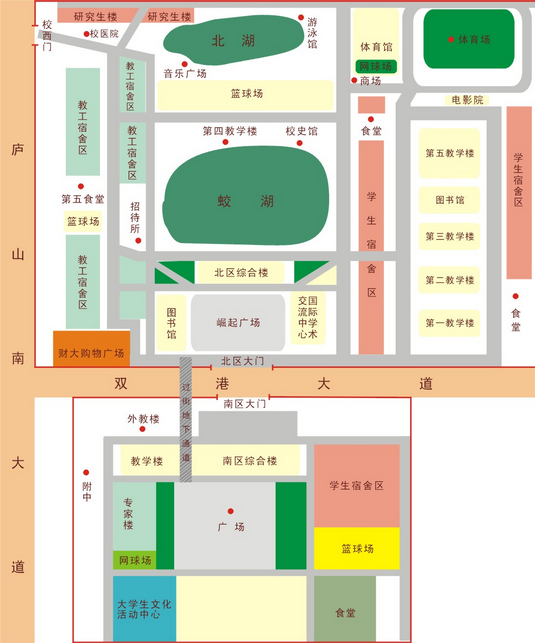 研究生楼
研究生楼
校西门
校医院
北 湖
游泳馆
体育馆
体育场
网球场
商场
音乐广场
教工宿舍区
教工宿舍区
篮球场
电影院
食堂
教工宿舍区
第四教学楼
校史馆
第五教学楼
学生宿舍区
庐山南大道
第五食堂
招待所
蛟 湖
学生宿舍区
图书馆
篮球场
第三教学楼
教工宿舍区
北区综合楼
第二教学楼
图书馆
崛起广场
国际中学术
交流中心
第一教学楼
食堂
财大购物广场
北区大门
双港大道
过街地下通道
南区大门
外教楼
教学楼
南区综合楼
附中
学生宿舍区
专家楼
广 场
网球场
篮球场
大学生文化
活动中心
食堂